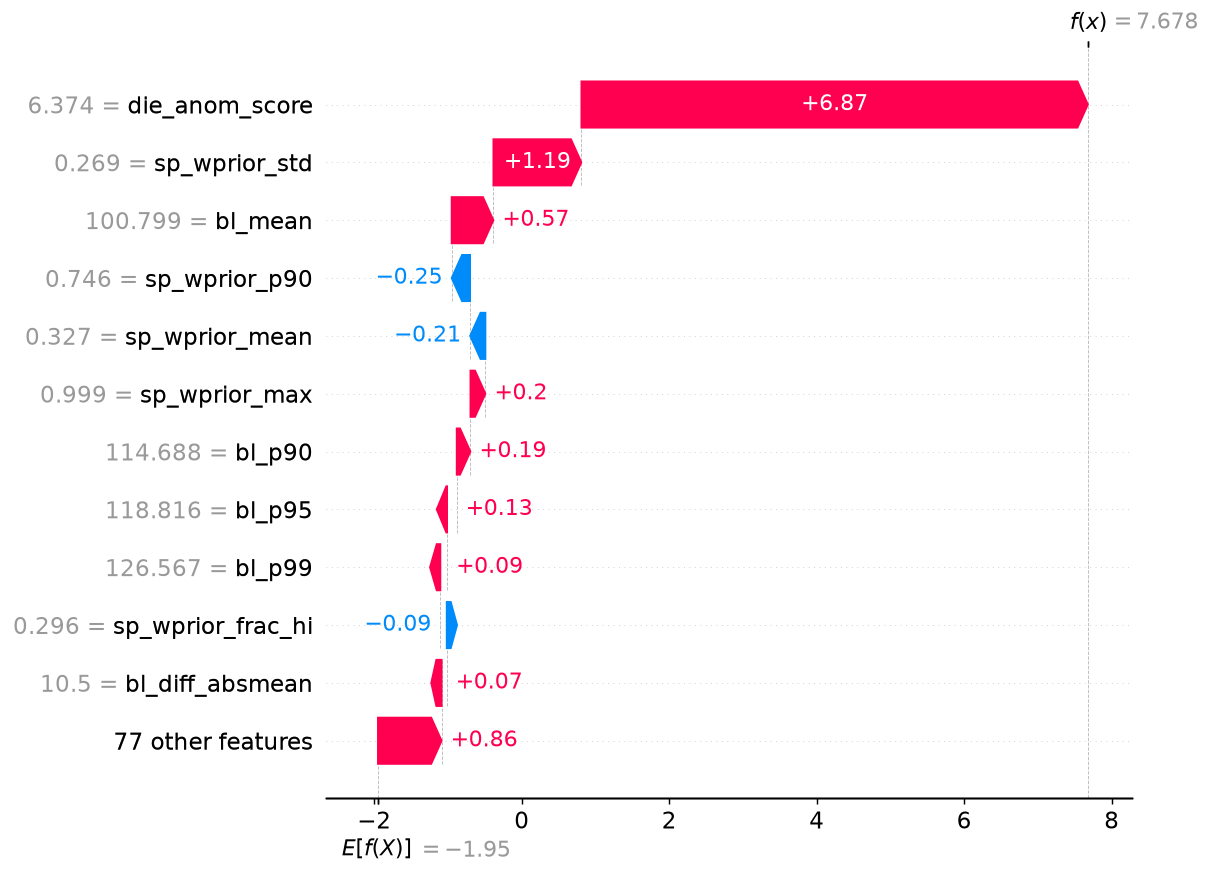 f(x) = 7.678
6.374 = die_anom_score
+6.87
0.269 = sp_wprior_std
+1.19
100.799 = bl_mean
+0.57
0.746 = sp_wprior_p90
−0.25
0.327 = sp_wprior_mean
−0.21
0.999 = sp_wprior_max
+0.2
114.688 = bl_p90
+0.19
118.816 = bl_p95
+0.13
126.567 = bl_p99
+0.09
0.296 = sp_wprior_frac_hi
−0.09
10.5 = bl_diff_absmean
+0.07
77 other features
+0.86
−2 0 2 4 6 8
E[f(X)] = −1.95